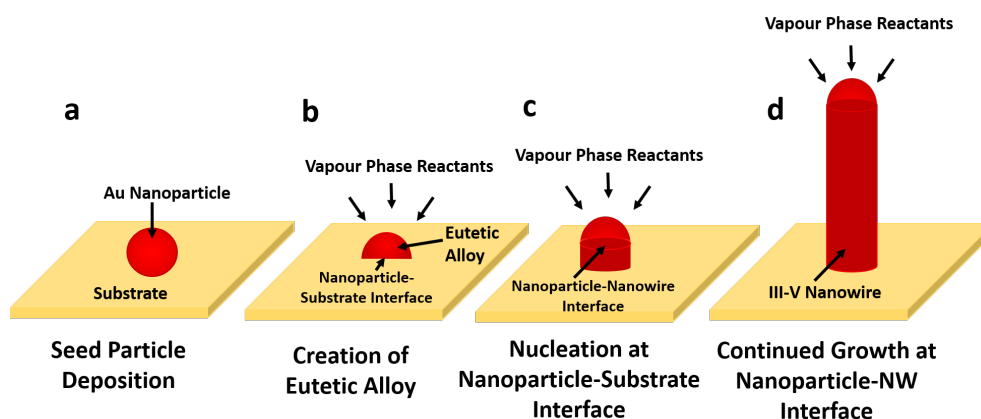 a
Au Nanoparticle
Substrate
Seed Particle
Deposition
b
Vapour Phase Reactants
Eutetic
Alloy
Nanoparticle-
Substrate Interface
Creation of
Eutetic Alloy
c
Vapour Phase Reactants
Nanoparticle-Nanowire
Interface
Nucleation at
Nanoparticle-Substrate
Interface
d
Vapour Phase Reactants
III-V Nanowire
Continued Growth at
Nanoparticle-NW
Interface